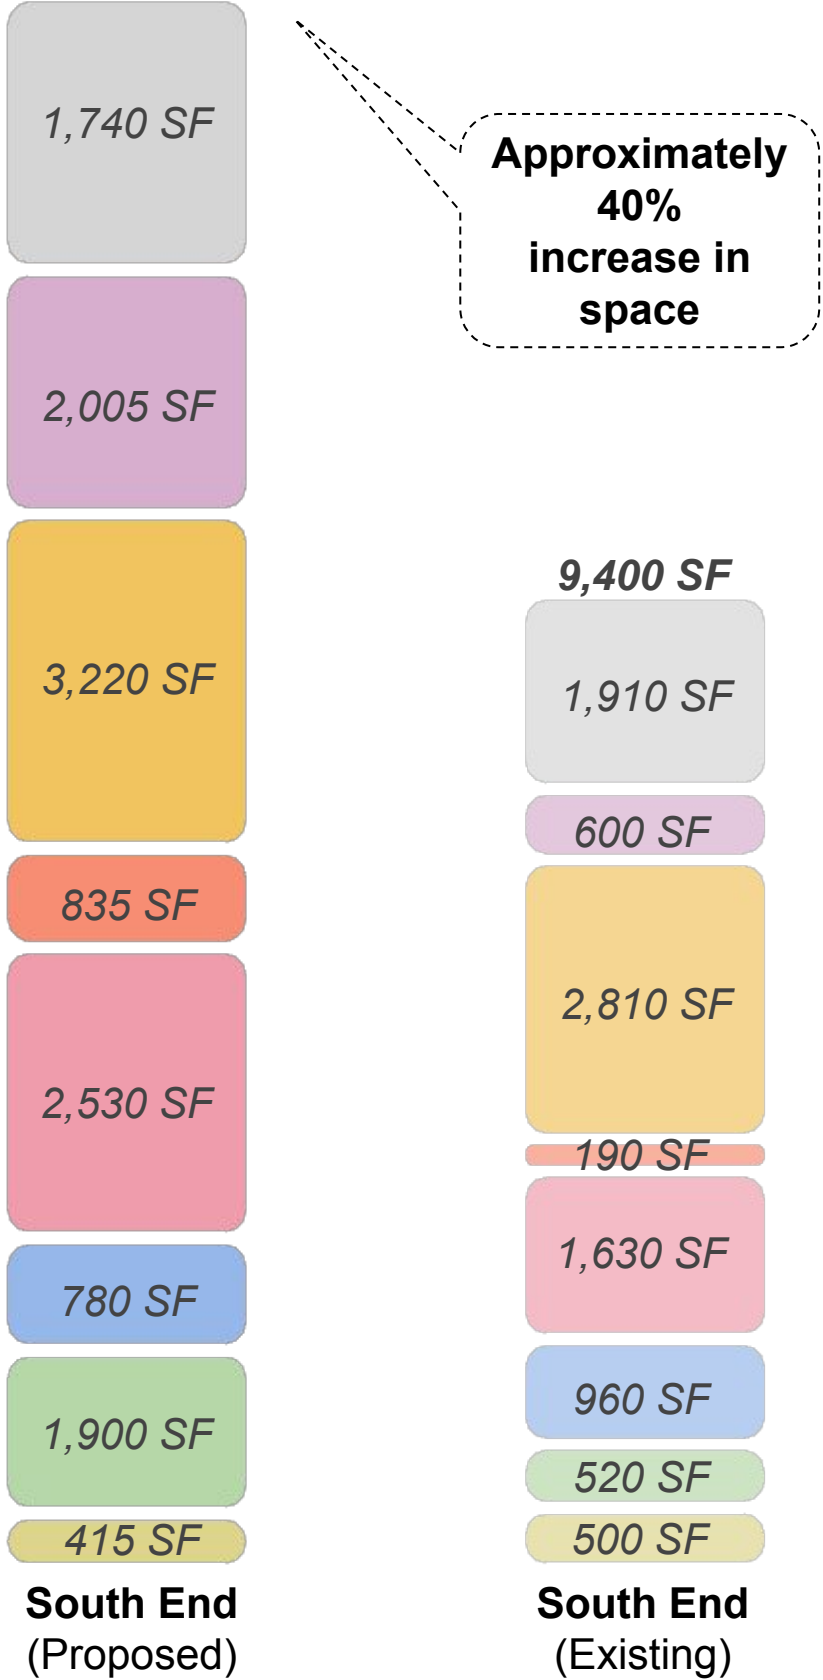 1,740 SF
2,005 SF
3,220 SF
835 SF
2,530 SF
780 SF
1,900 SF
415 SF
South End
(Proposed)
Approximately
40%
increase in
space
9,400 SF
1,910 SF
600 SF
2,810 SF
190 SF
1,630 SF
960 SF
520 SF
500 SF
South End
(Existing)